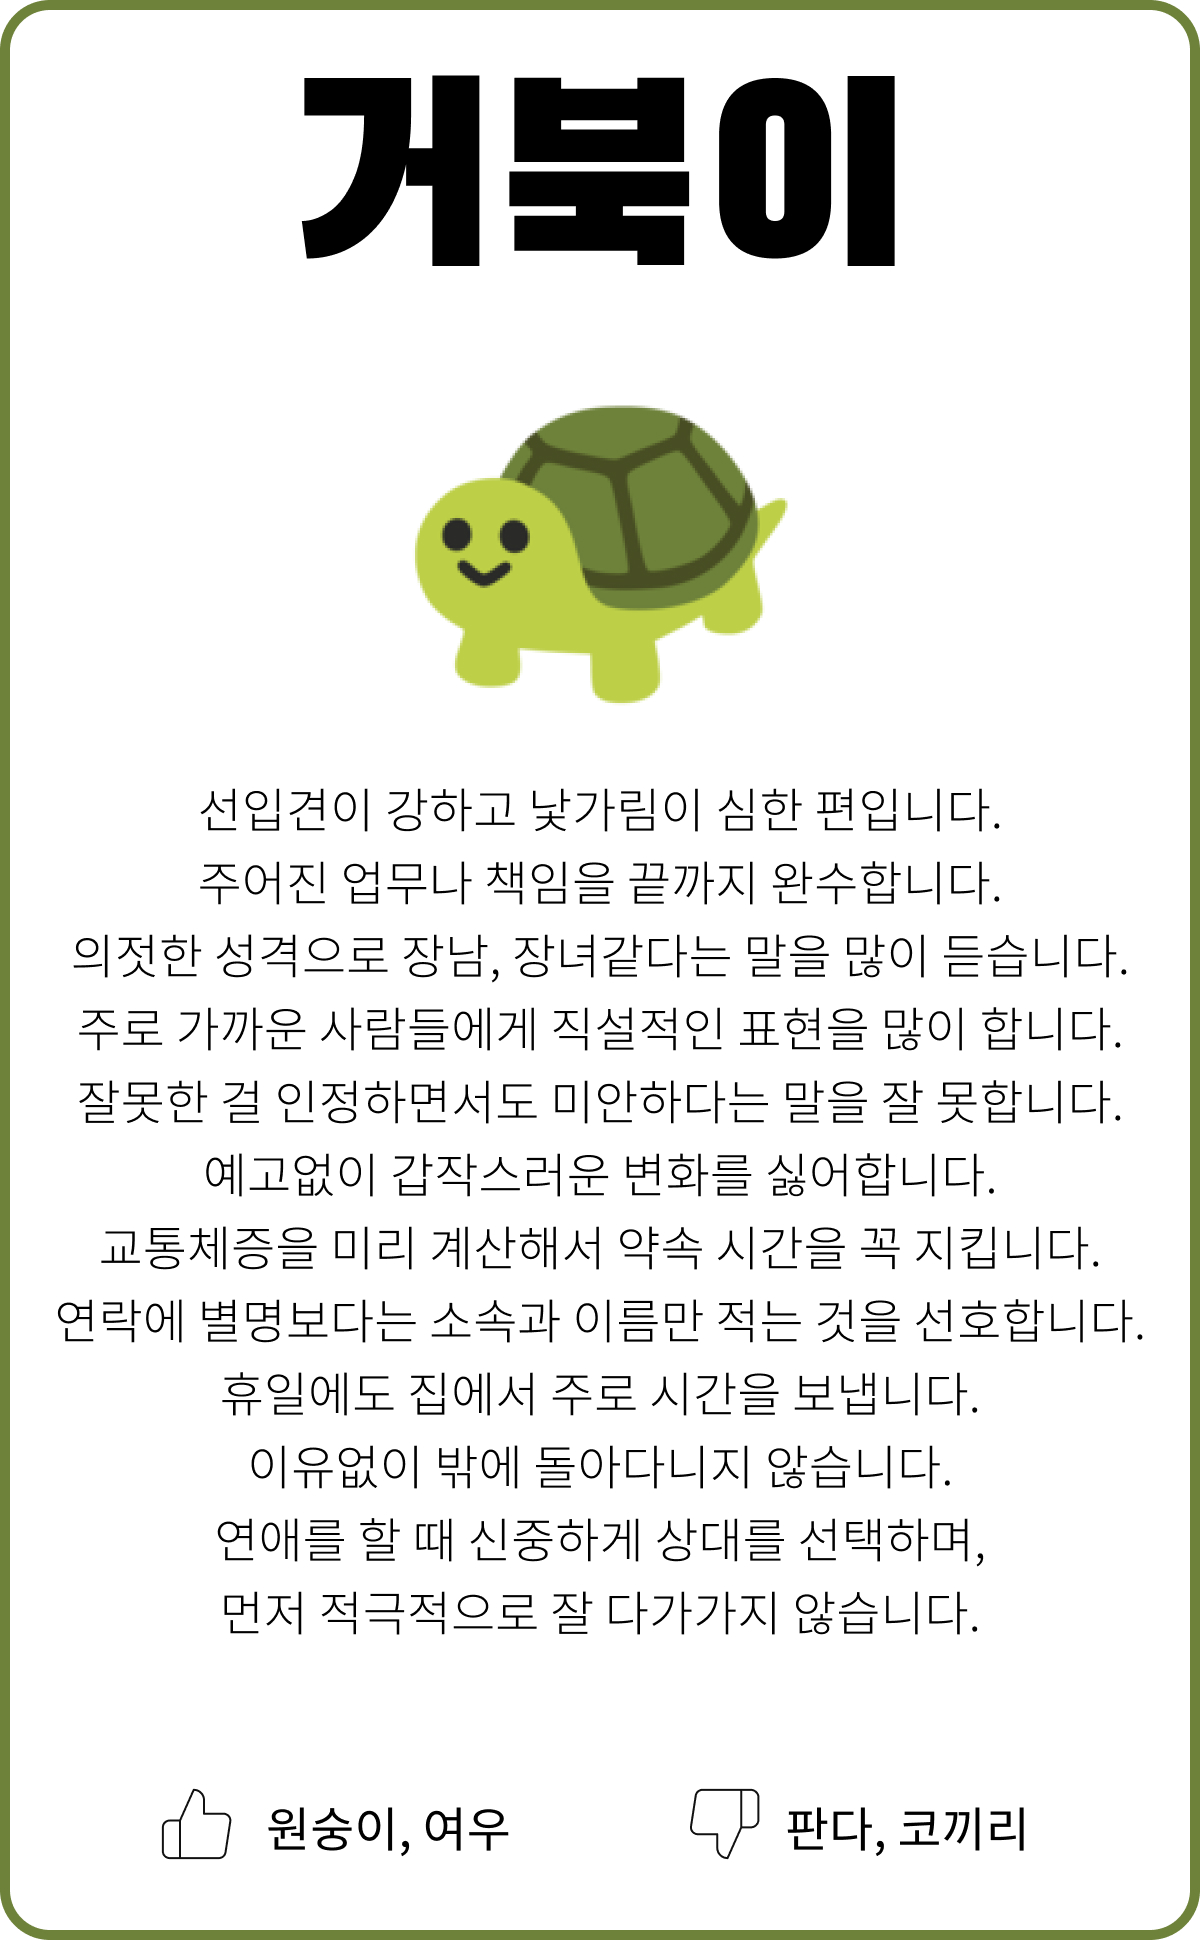 거북이
선입견이 강하고 낯가림이 심한 편입니다.
주어진 업무나 책임을 끝까지 완수합니다.
의젓한 성격으로 장남, 장녀같다는 말을 많이 듣습니다.
주로 가까운 사람들에게 직설적인 표현을 많이 합니다.
잘못한 걸 인정하면서도 미안하다는 말을 잘 못합니다.
예고없이 갑작스러운 변화를 싫어합니다.
교통체증을 미리 계산해서 약속 시간을 꼭 지킵니다.
연락에 별명보다는 소속과 이름만 적는 것을 선호합니다.
휴일에도 집에서 주로 시간을 보냅니다.
이유없이 밖에 돌아다니지 않습니다.
연애를 할 때 신중하게 상대를 선택하며,
먼저 적극적으로 잘 다가가지 않습니다.
원숭이, 여우
판다, 코끼리